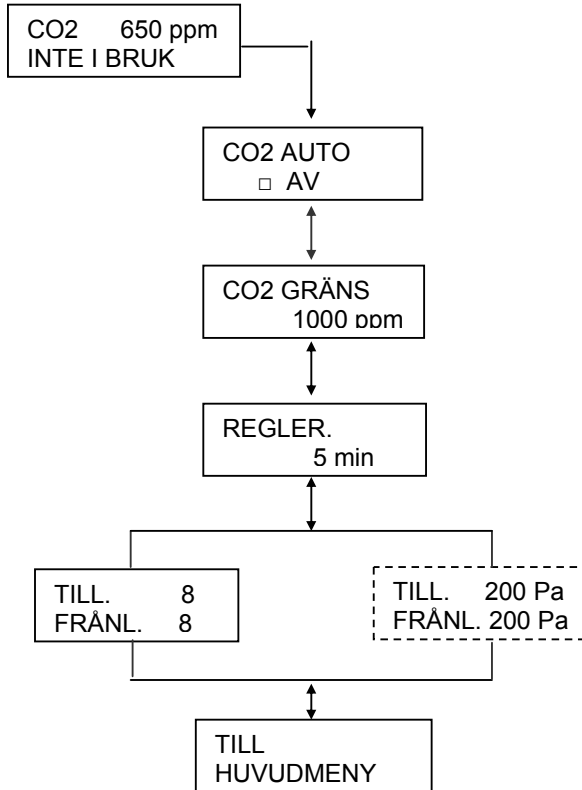 CO2 650 ppm
INTE I BRUK
CO2 AUTO
□ AV
CO2 GRÄNS
1000 ppm
REGLER.
5 min
TILL. 8
FRÅNL. 8
TILL. 200 Pa
FRÅNL. 200 Pa
TILL
HUVUDMENY